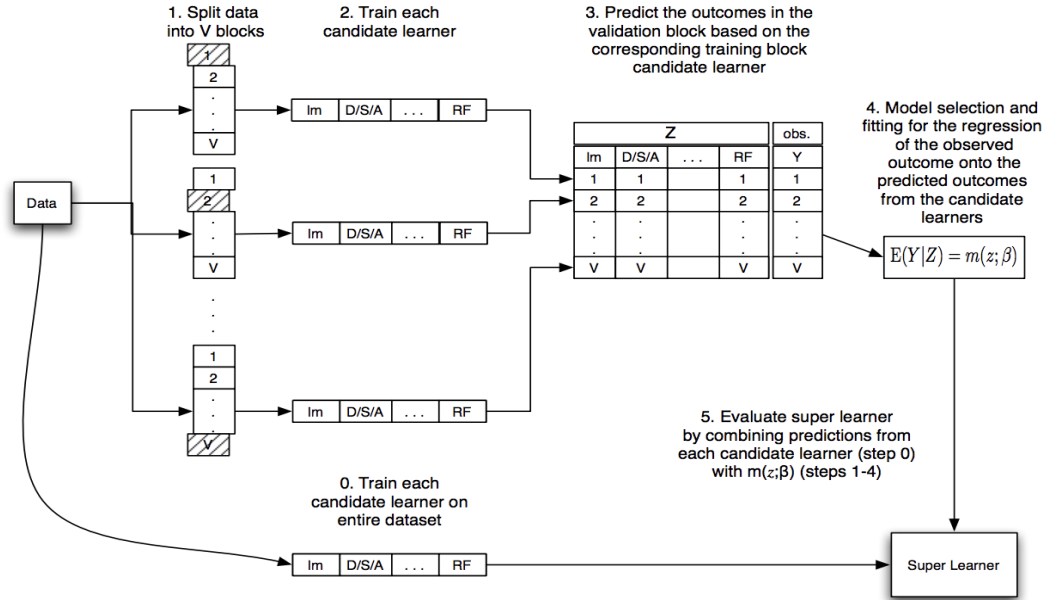 1. Split data
into V blocks
2. Train each
candidate learner
3. Predict the outcomes in the
validation block based on the
corresponding training block
candidate learner
4. Model selection and
fitting for the regression
of the observed
outcome onto the
predicted outcomes
from the candidate
learners
Data
1
2
.
.
.
V
lm D/S/A . . . RF
1
2
.
.
.
V
lm D/S/A . . . RF
.
.
.
1
2
.
.
.
V
lm D/S/A . . . RF
Z obs.
lm D/S/A . . . RF Y
1 1 1 1
2 2 2 2
. . . .
. . . .
. . . .
V V V V
E(Y|Z) = m(z;β)
5. Evaluate super learner
by combining predictions from
each candidate learner (step 0)
with m(z;β) (steps 1-4)
0. Train each
candidate learner on
entire dataset
lm D/S/A . . . RF
Super Learner